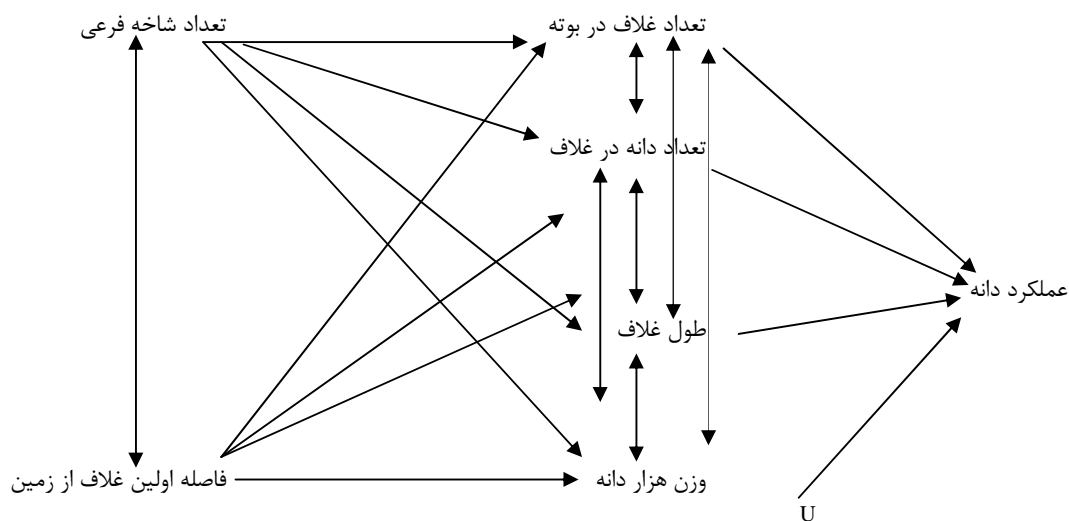 تعداد شاخه فرعی
تعداد غلاف در بوته
تعداد دانه در غلاف
عملکرد دانه
طول غلاف
فاصله اولین غلاف از زمین
وزن هزار دانه
U